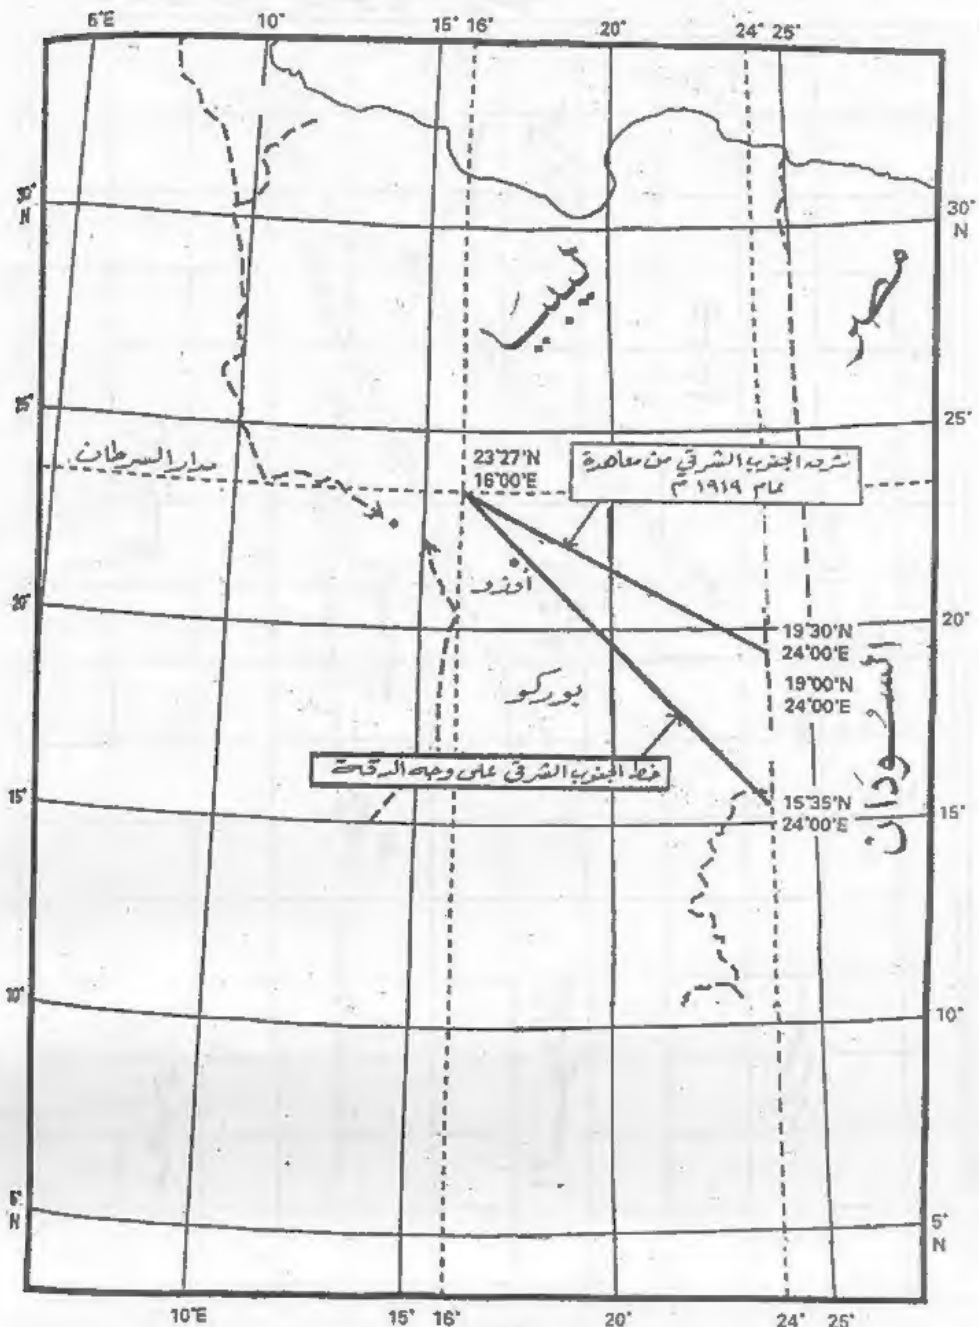 6°E 10° 15° 16° 20° 24° 25°
30°
N
30°
N
ليبيا
مصر
25°
مدار السرطان
23°27'N
16°00'E
شرق الجنوب الشرقي من معاهدة
عام ١٩١٩ م
أوزو
20°
20°
19°30'N
24°00'E
19°00'N
24°00'E
السودان
بوركو
خط الجنوب الشرقي على وجه الدقة
15°
15°
15°35'N
24°00'E
10°
10°
5°
N
5°
N
10°E 15° 16° 20° 24° 25°